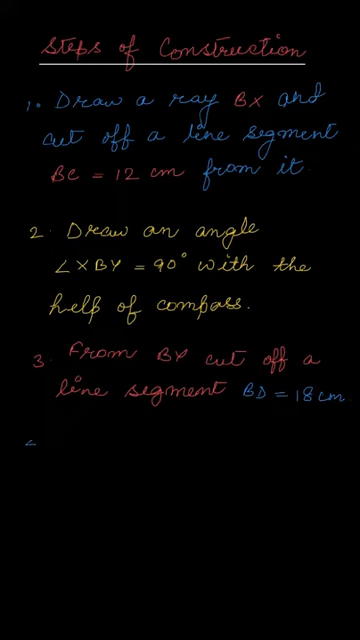 Steps of Construction
1. Draw a ray BX and
cut off a line segment
BC = 12 cm from it.
2. Draw an angle
∠XBY = 90° with the
help of compass.
3. From BY cut off a
line segment BD = 18 cm